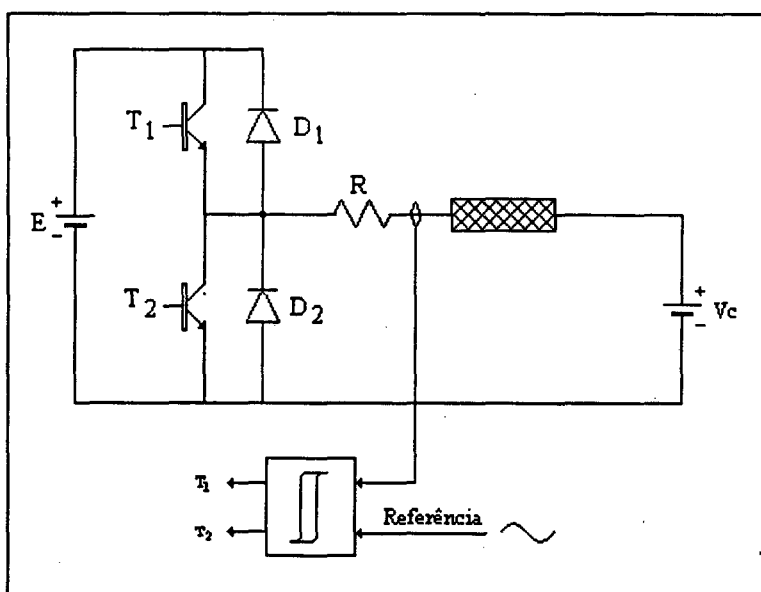 T1
D1
R
E
+
-
T2
D2
+
-
Vc
T1
T2
Referência